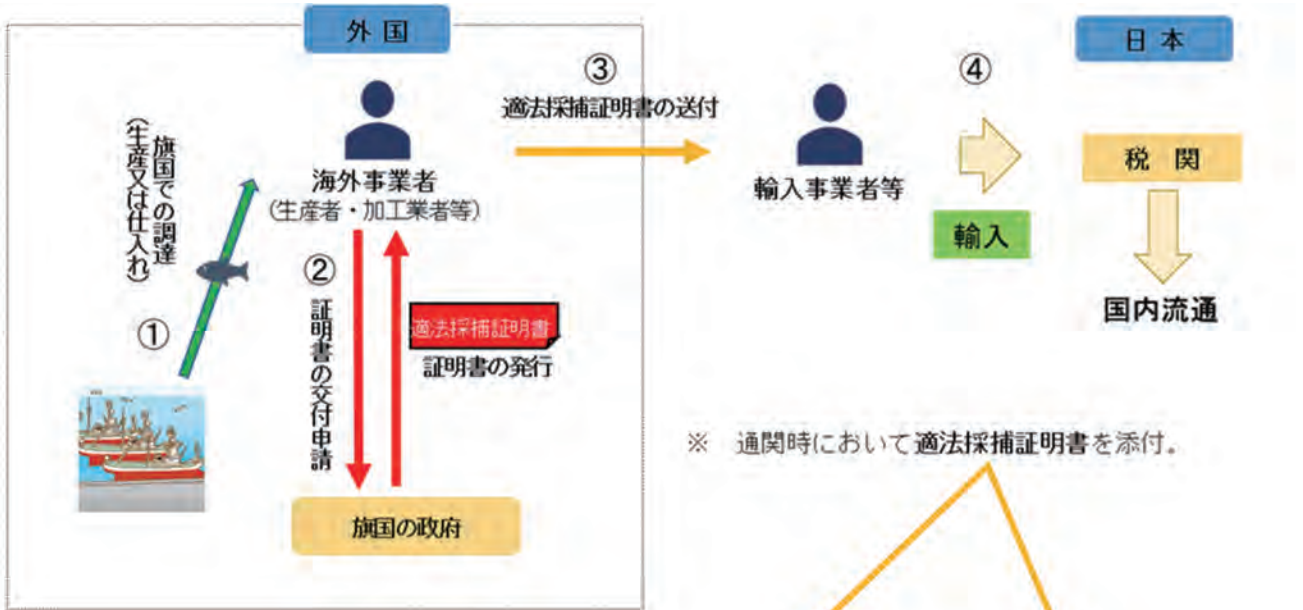 外国
日本
③
適法採捕証明書の送付
④
旗国での調達
(生産又は仕入れ)
①
海外事業者
(生産者・加工業者等)
輸入事業者等
輸入
税関
国内流通
②
証明書の交付申請
適法採捕証明書
証明書の発行
旗国の政府
※ 通関時において適法採捕証明書を添付。